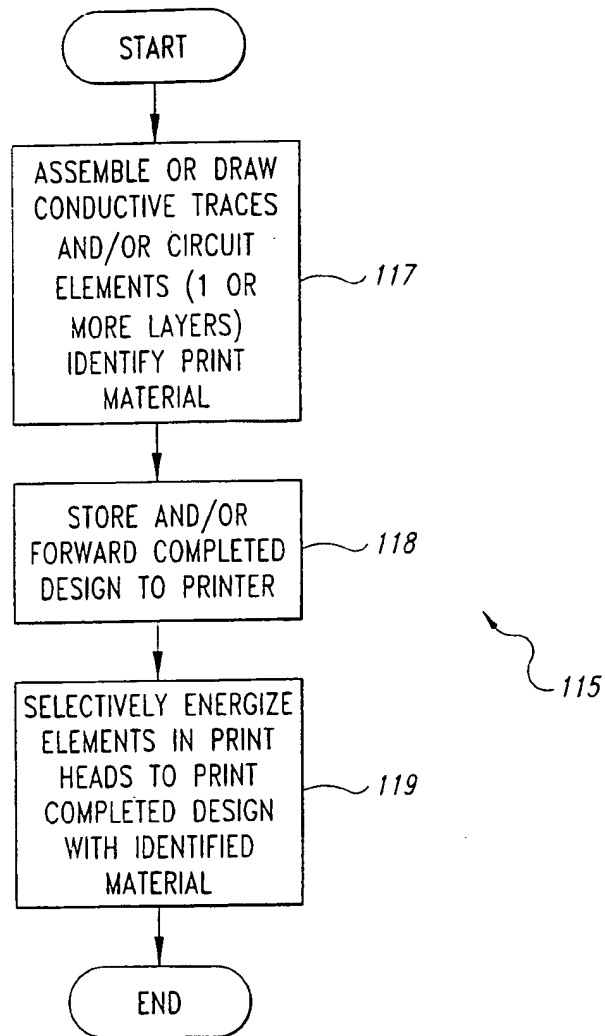 START
ASSEMBLE OR DRAW
CONDUCTIVE TRACES
AND/OR CIRCUIT
ELEMENTS (1 OR
MORE LAYERS)
IDENTIFY PRINT
MATERIAL
117
STORE AND/OR
FORWARD COMPLETED
DESIGN TO PRINTER
118
115
SELECTIVELY ENERGIZE
ELEMENTS IN PRINT
HEADS TO PRINT
COMPLETED DESIGN
WITH IDENTIFIED
MATERIAL
119
END